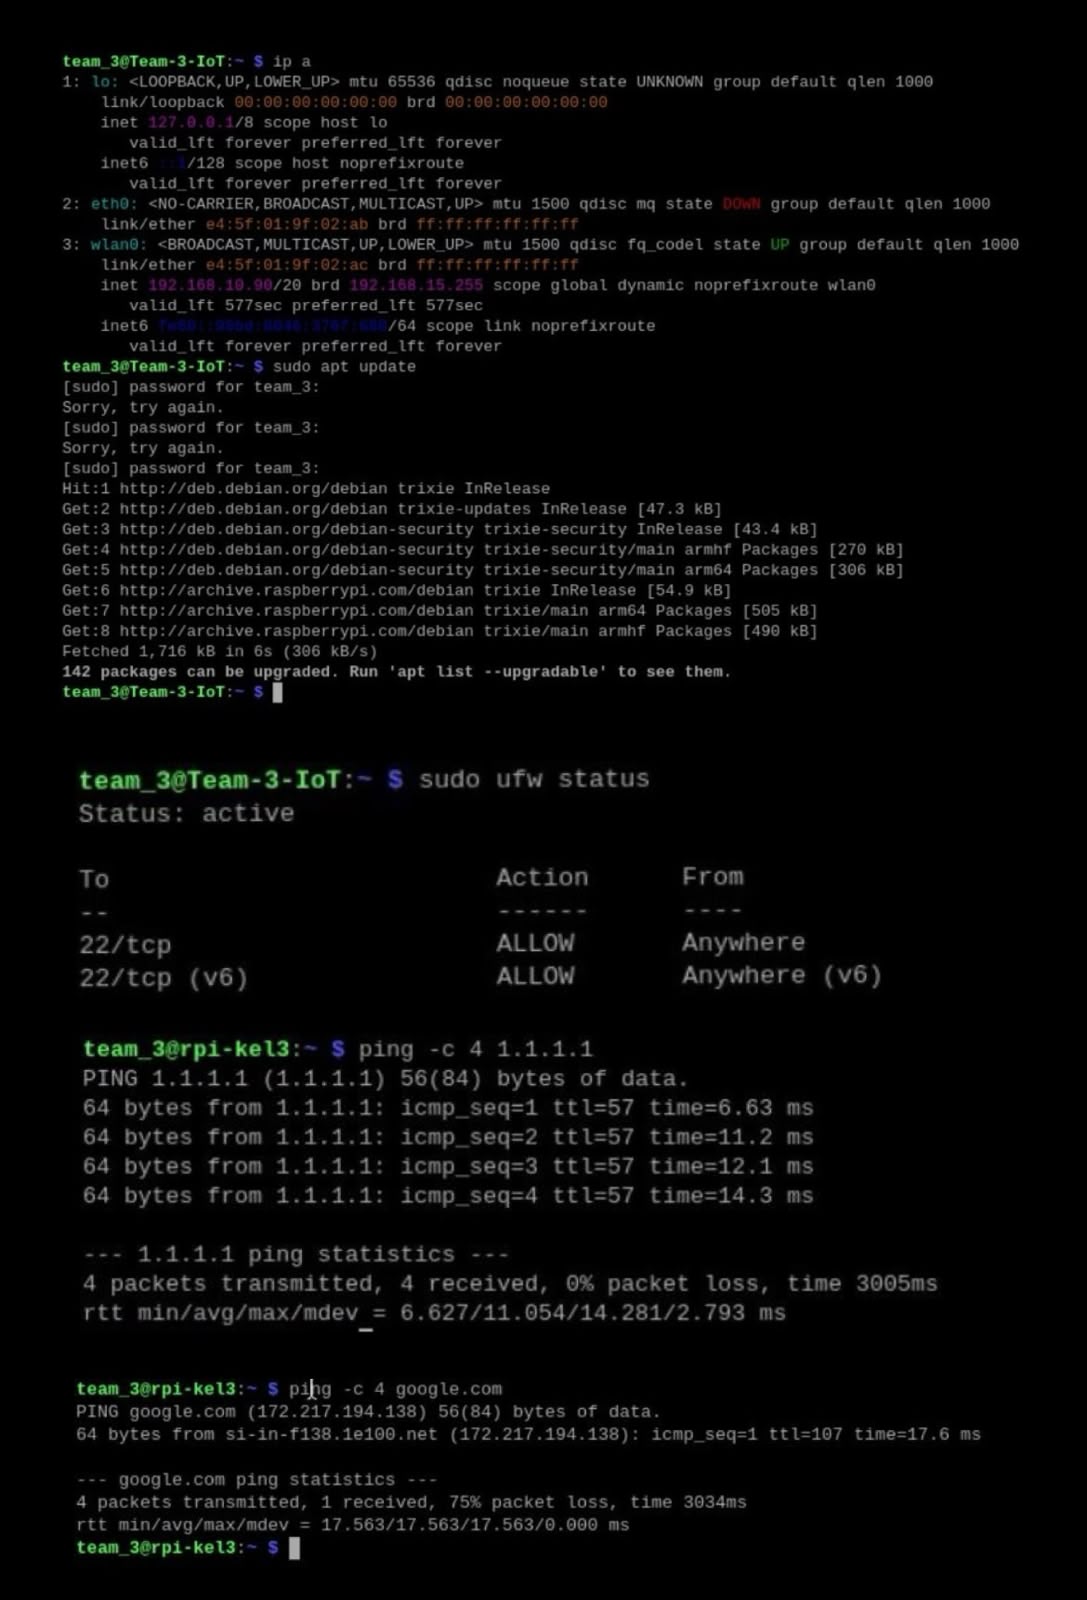 team_3@Team-3-IoT:~ $ ip a
1: lo: <LOOPBACK,UP,LOWER_UP> mtu 65536 qdisc noqueue state UNKNOWN group default qlen 1000
    link/loopback 00:00:00:00:00:00 brd 00:00:00:00:00:00
    inet 127.0.0.1/8 scope host lo
       valid_lft forever preferred_lft forever
    inet6 ::1/128 scope host noprefixroute
       valid_lft forever preferred_lft forever
2: eth0: <NO-CARRIER,BROADCAST,MULTICAST,UP> mtu 1500 qdisc mq state DOWN group default qlen 1000
    link/ether e4:5f:01:9f:02:ab brd ff:ff:ff:ff:ff:ff
3: wlan0: <BROADCAST,MULTICAST,UP,LOWER_UP> mtu 1500 qdisc fq_codel state UP group default qlen 1000
    link/ether e4:5f:01:9f:02:ac brd ff:ff:ff:ff:ff:ff
    inet 192.168.10.90/20 brd 192.168.15.255 scope global dynamic noprefixroute wlan0
       valid_lft 577sec preferred_lft 577sec
    inet6 /64 scope link noprefixroute
       valid_lft forever preferred_lft forever
team_3@Team-3-IoT:~ $ sudo apt update
[sudo] password for team_3:
Sorry, try again.
[sudo] password for team_3:
Sorry, try again.
[sudo] password for team_3:
Hit:1 http://deb.debian.org/debian trixie InRelease
Get:2 http://deb.debian.org/debian trixie-updates InRelease [47.3 kB]
Get:3 http://deb.debian.org/debian-security trixie-security InRelease [43.4 kB]
Get:4 http://deb.debian.org/debian-security trixie-security/main armhf Packages [270 kB]
Get:5 http://deb.debian.org/debian-security trixie-security/main arm64 Packages [306 kB]
Get:6 http://archive.raspberrypi.com/debian trixie InRelease [54.9 kB]
Get:7 http://archive.raspberrypi.com/debian trixie/main arm64 Packages [505 kB]
Get:8 http://archive.raspberrypi.com/debian trixie/main armhf Packages [490 kB]
Fetched 1,716 kB in 6s (306 kB/s)
142 packages can be upgraded. Run 'apt list --upgradable' to see them.
team_3@Team-3-IoT:~ $
team_3@Team-3-IoT:~ $ sudo ufw status
Status: active
To Action From
-- ------ ----
22/tcp ALLOW Anywhere
22/tcp (v6) ALLOW Anywhere (v6)
team_3@rpi-kel3:~ $ ping -c 4 1.1.1.1
PING 1.1.1.1 (1.1.1.1) 56(84) bytes of data.
64 bytes from 1.1.1.1: icmp_seq=1 ttl=57 time=6.63 ms
64 bytes from 1.1.1.1: icmp_seq=2 ttl=57 time=11.2 ms
64 bytes from 1.1.1.1: icmp_seq=3 ttl=57 time=12.1 ms
64 bytes from 1.1.1.1: icmp_seq=4 ttl=57 time=14.3 ms
--- 1.1.1.1 ping statistics ---
4 packets transmitted, 4 received, 0% packet loss, time 3005ms
rtt min/avg/max/mdev = 6.627/11.054/14.281/2.793 ms
team_3@rpi-kel3:~ $ ping -c 4 google.com
PING google.com (172.217.194.138) 56(84) bytes of data.
64 bytes from si-in-f138.1e100.net (172.217.194.138): icmp_seq=1 ttl=107 time=17.6 ms
--- google.com ping statistics ---
4 packets transmitted, 1 received, 75% packet loss, time 3034ms
rtt min/avg/max/mdev = 17.563/17.563/17.563/0.000 ms
team_3@rpi-kel3:~ $